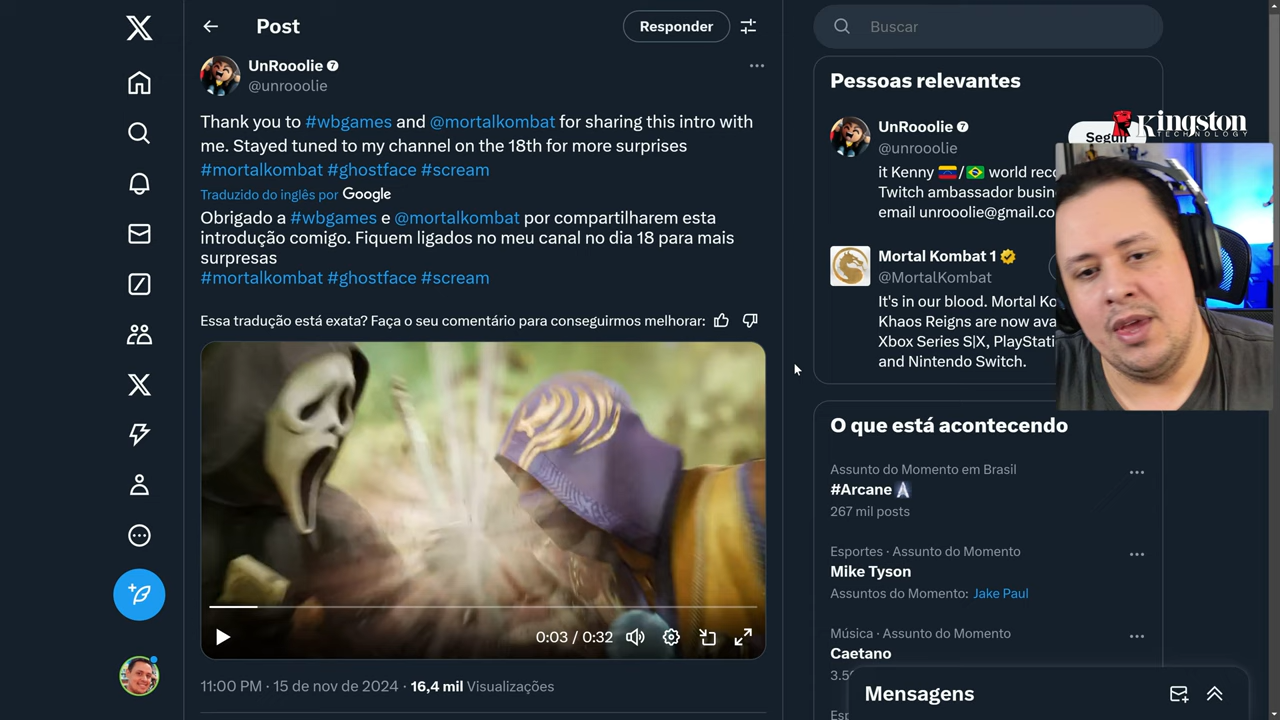 Post
Responder
UnRooolie
@unrooolie
Thank you to #wbgames and @mortalkombat for sharing this intro with
me. Stayed tuned to my channel on the 18th for more surprises
#mortalkombat #ghostface #scream
Traduzido do inglês por Google
Obrigado a #wbgames e @mortalkombat por compartilharem esta
introdução comigo. Fiquem ligados no meu canal no dia 18 para mais
surpresas
#mortalkombat #ghostface #scream
Essa tradução está exata? Faça o seu comentário para conseguirmos melhorar:
0:03 / 0:32
11:00 PM · 15 de nov de 2024 · 16,4 mil Visualizações
Buscar
Pessoas relevantes
Kingston
TECHNOLOGY
UnRooolie
@unrooolie
it Kenny / world reco
Twitch ambassador busin
email unrooolie@gmail.co
Mortal Kombat 1
@MortalKombat
It's in our blood. Mortal Ko
Khaos Reigns are now ava
Xbox Series S|X, PlayStati
and Nintendo Switch.
O que está acontecendo
Assunto do Momento em Brasil
#Arcane
267 mil posts
Esportes · Assunto do Momento
Mike Tyson
Assuntos do Momento: Jake Paul
Música · Assunto do Momento
Caetano
Mensagens